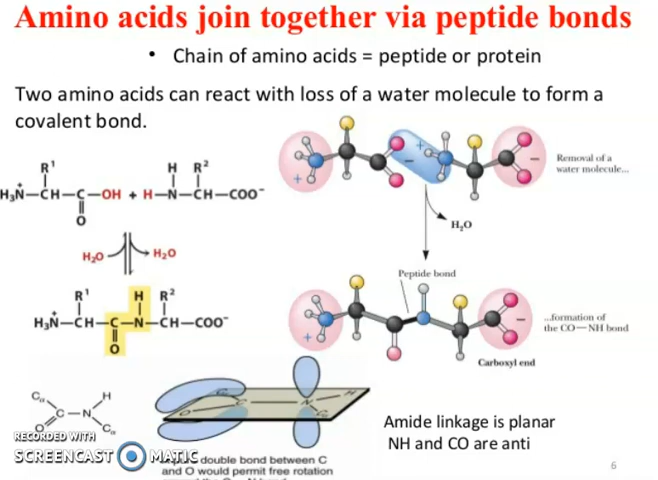 Amino acids join together via peptide bonds
• Chain of amino acids = peptide or protein
Two amino acids can react with loss of a water molecule to form a
covalent bond.
Removal of a
water molecule...
R¹ H R²
H₃N⁺—CH—C—OH + H—N—CH—COO⁻
O
H₂O H₂O
H₂O
Peptide bond
R¹ H R²
H₃N⁺—CH—C—N—CH—COO⁻
O
...formation of
the CO—NH bond
Carboxyl end
Cα H
C—N
O Cα
O C N H
Amide linkage is planar
NH and CO are anti
RECORDED WITH
SCREENCAST MATIC
double bond between C
and O would permit free rotation
6